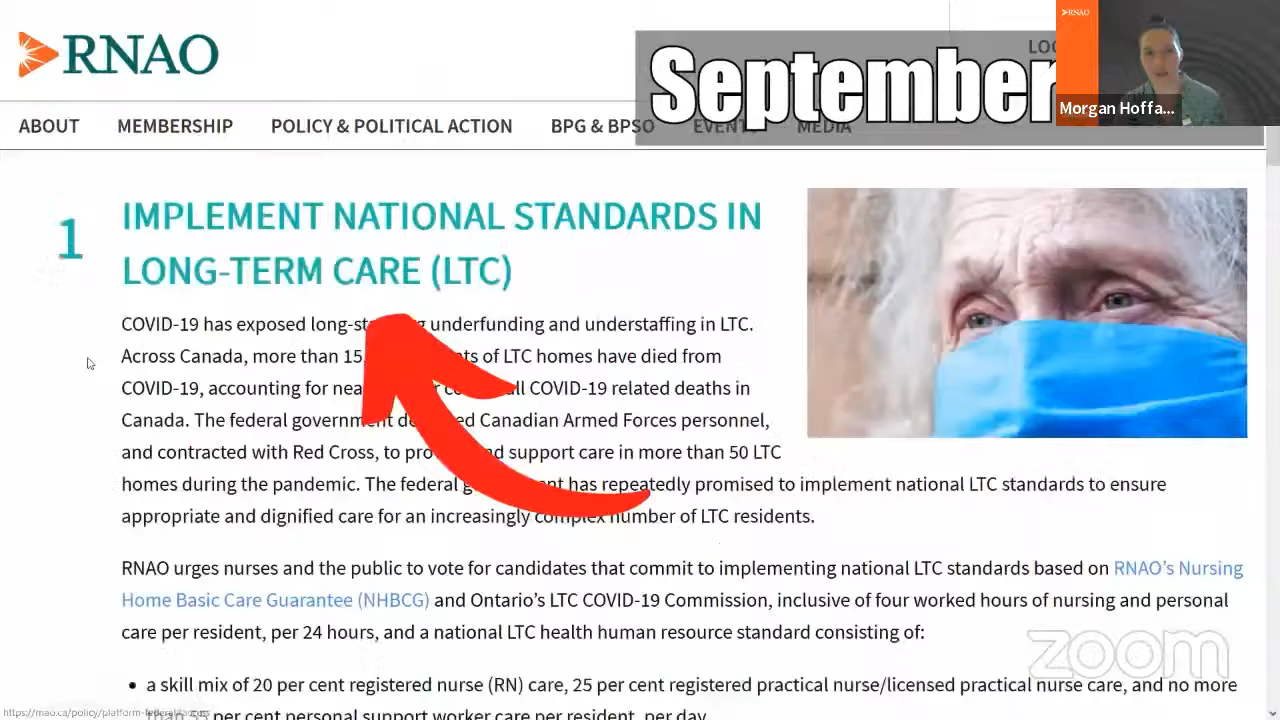 RNAO
September
LOG
RNAO
Morgan Hoffa...
ABOUT MEMBERSHIP POLICY & POLITICAL ACTION BPG & BPSO EVENTS MEDIA
1
IMPLEMENT NATIONAL STANDARDS IN
LONG-TERM CARE (LTC)
COVID-19 has exposed underfunding and understaffing in LTC.
Across Canada, more than of LTC homes have died from
COVID-19, accounting for COVID-19 related deaths in
Canada. The federal government Canadian Armed Forces personnel,
and contracted with Red Cross, to support care in more than 50 LTC
homes during the pandemic. The federal has repeatedly promised to implement national LTC standards to ensure
appropriate and dignified care for an increasingly complex number of LTC residents.
RNAO urges nurses and the public to vote for candidates that commit to implementing national LTC standards based on RNAO's Nursing
Home Basic Care Guarantee (NHBCG) and Ontario's LTC COVID-19 Commission, inclusive of four worked hours of nursing and personal
care per resident, per 24 hours, and a national LTC health human resource standard consisting of:
• a skill mix of 20 per cent registered nurse (RN) care, 25 per cent registered practical nurse/licensed practical nurse care, and no more
than 55 per cent personal support worker care per resident, per day
zoom